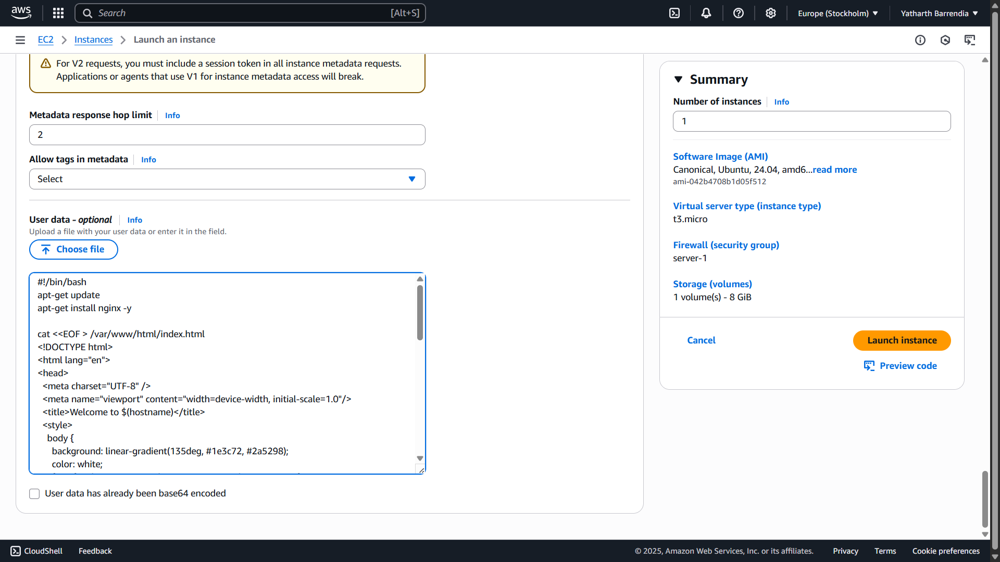 aws
Search
[Alt+S]
Europe (Stockholm)
Yatharth Barrendia
EC2
Instances
Launch an instance
For V2 requests, you must include a session token in all instance metadata requests.
Applications or agents that use V1 for instance metadata access will break.
Metadata response hop limit
Info
2
Allow tags in metadata
Info
Select
User data - optional
Info
Upload a file with your user data or enter it in the field.
Choose file
#!/bin/bash
apt-get update
apt-get install nginx -y
cat <<EOF > /var/www/html/index.html
<!DOCTYPE html>
<html lang="en">
<head>
<meta charset="UTF-8" />
<meta name="viewport" content="width=device-width, initial-scale=1.0"/>
<title>Welcome to $(hostname)</title>
<style>
body {
background: linear-gradient(135deg, #1e3c72, #2a5298);
color: white;
User data has already been base64 encoded
Summary
Number of instances
Info
1
Software Image (AMI)
Canonical, Ubuntu, 24.04, amd6...read more
ami-042b4708b1d05f512
Virtual server type (instance type)
t3.micro
Firewall (security group)
server-1
Storage (volumes)
1 volume(s) - 8 GiB
Cancel
Launch instance
Preview code
CloudShell
Feedback
© 2025, Amazon Web Services, Inc. or its affiliates.
Privacy
Terms
Cookie preferences